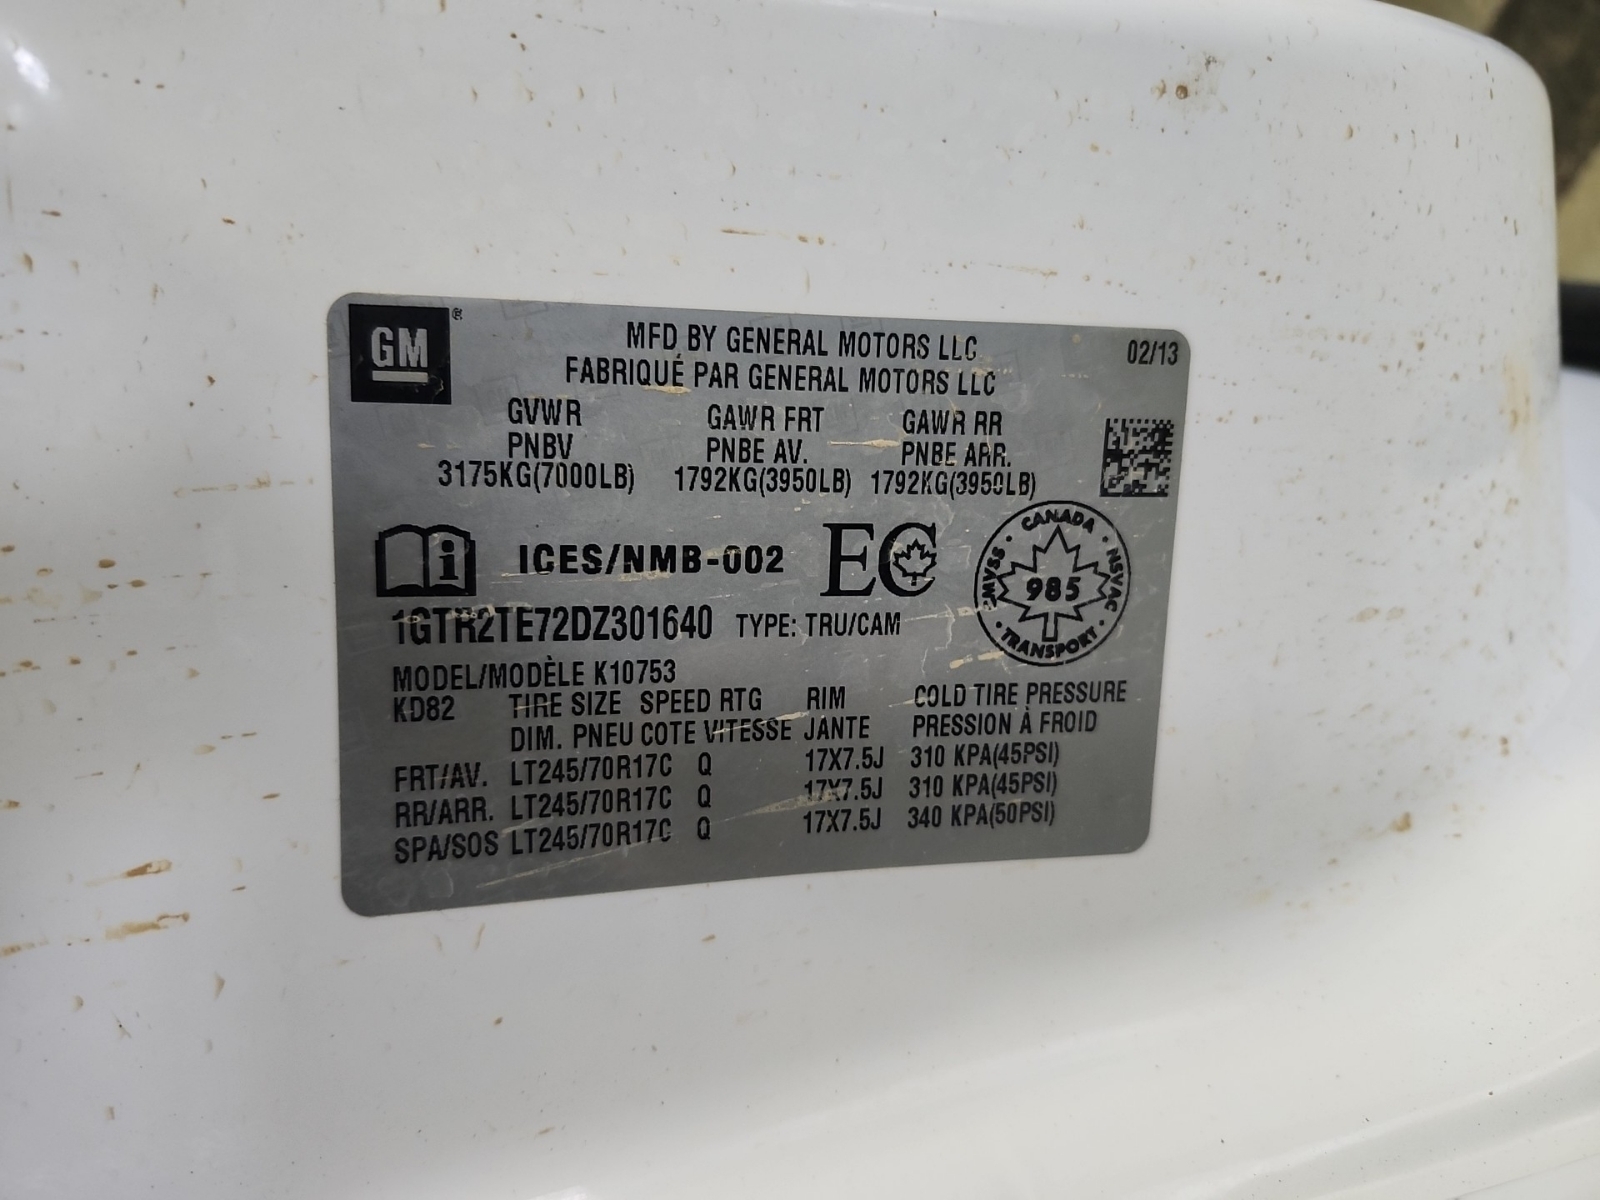 GM ®
MFD BY GENERAL MOTORS LLC
FABRIQUÉ PAR GENERAL MOTORS LLC
02/13
GVWR GAWR FRT GAWR RR
PNBV PNBE AV. PNBE ARR.
3175KG(7000LB) 1792KG(3950LB) 1792KG(3950LB)
ICES/NMB-002 EC
CANADA
CMVSS · NSVAC
985
TRANSPORT
1GTR2TE72DZ301640 TYPE: TRU/CAM
MODEL/MODÈLE K10753
KD82 TIRE SIZE SPEED RTG RIM COLD TIRE PRESSURE
DIM. PNEU COTE VITESSE JANTE PRESSION À FROID
FRT/AV. LT245/70R17C Q 17X7.5J 310 KPA(45PSI)
RR/ARR. LT245/70R17C Q 17X7.5J 310 KPA(45PSI)
SPA/SOS LT245/70R17C Q 17X7.5J 340 KPA(50PSI)